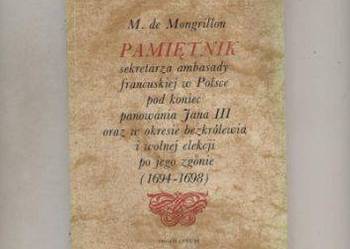 M. de Mongrillon
PAMIĘTNIK
sekretarza ambasady
francuskiej w Polsce
pod koniec
panowania Jana III
oraz w okresie bezkrólewia
i wolnej elekcji
po jego zgonie
(1694-1698)